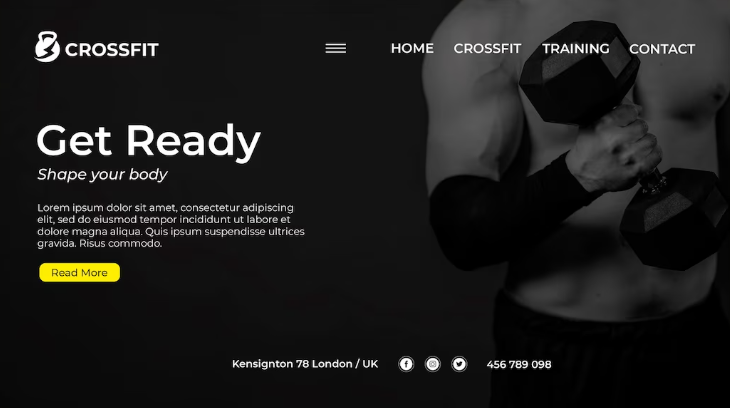 CROSSFIT
HOME CROSSFIT TRAINING CONTACT
Get Ready
Shape your body
Lorem ipsum dolor sit amet, consectetur adipiscing
elit, sed do eiusmod tempor incididunt ut labore et
dolore magna aliqua. Quis ipsum suspendisse ultrices
gravida. Risus commodo.
Read More
Kensignton 78 London / UK 456 789 098